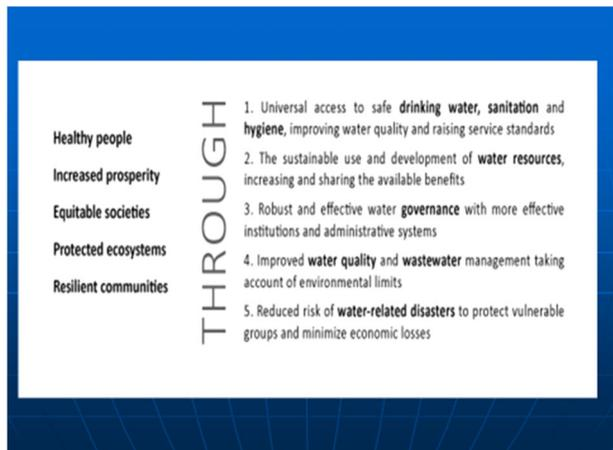 Healthy people
Increased prosperity
Equitable societies
Protected ecosystems
Resilient communities
THROUGH
1. Universal access to safe drinking water, sanitation and
hygiene, improving water quality and raising service standards
2. The sustainable use and development of water resources,
increasing and sharing the available benefits
3. Robust and effective water governance with more effective
institutions and administrative systems
4. Improved water quality and wastewater management taking
account of environmental limits
5. Reduced risk of water-related disasters to protect vulnerable
groups and minimize economic losses